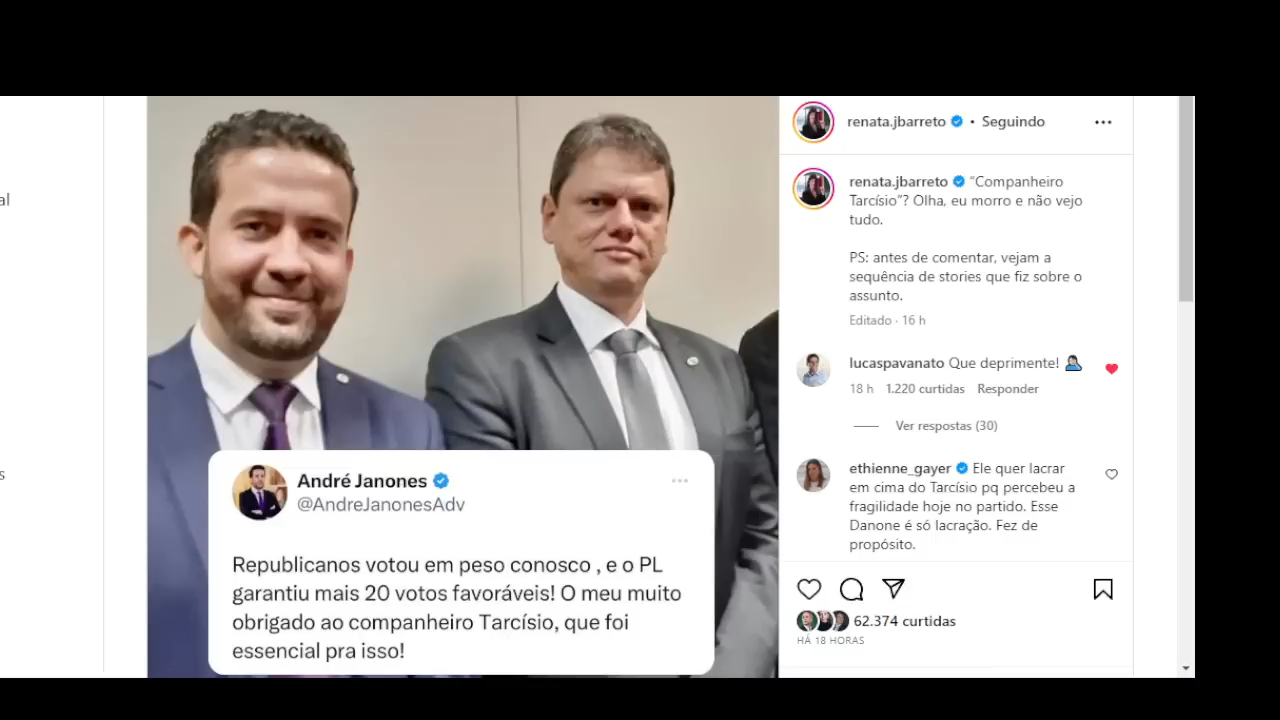 al
s
André Janones
@AndreJanonesAdv
Republicanos votou em peso conosco , e o PL
garantiu mais 20 votos favoráveis! O meu muito
obrigado ao companheiro Tarcísio, que foi
essencial pra isso!
renata.jbarreto • Seguindo
renata.jbarreto "Companheiro
Tarcísio"? Olha, eu morro e não vejo
tudo.
PS: antes de comentar, vejam a
sequência de stories que fiz sobre o
assunto.
Editado · 16 h
lucaspavanato Que deprimente! 🤦
18 h 1.220 curtidas Responder
Ver respostas (30)
ethienne_gayer Ele quer lacrar
em cima do Tarcísio pq percebeu a
fragilidade hoje no partido. Esse
Danone é só lacração. Fez de
propósito.
62.374 curtidas
HÁ 18 HORAS